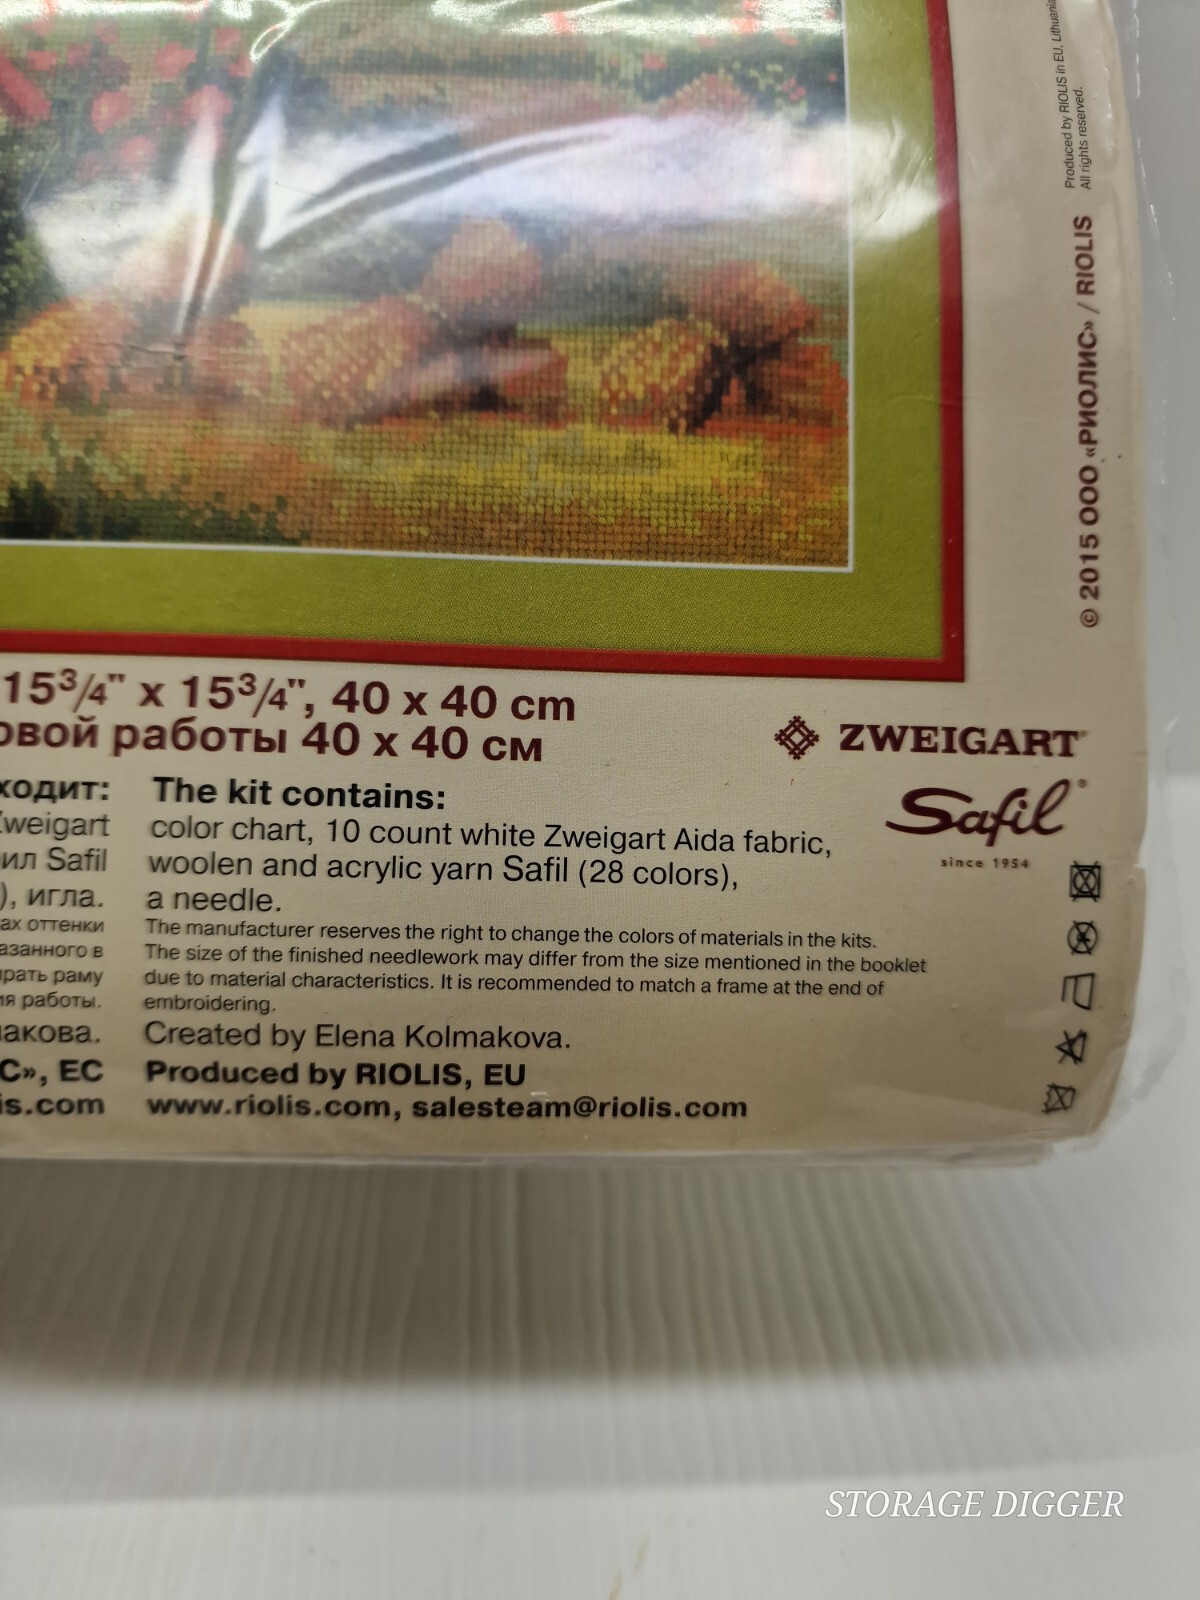 Produced by RIOLIS in EU, Lithuania
All rights reserved.
© 2015 ООО «РИОЛИС» / RIOLIS
15¾" x 15¾", 40 x 40 cm
овой работы 40 x 40 см
ZWEIGART
Safil®
since 1954
ходит:
Zweigart
ил Safil
), игла.
ах оттенки
азанного в
ирать раму
ия работы.
макова.
С», ЕС
is.com
The kit contains:
color chart, 10 count white Zweigart Aida fabric,
woolen and acrylic yarn Safil (28 colors),
a needle.
The manufacturer reserves the right to change the colors of materials in the kits.
The size of the finished needlework may differ from the size mentioned in the booklet
due to material characteristics. It is recommended to match a frame at the end of
embroidering.
Created by Elena Kolmakova.
Produced by RIOLIS, EU
www.riolis.com, salesteam@riolis.com
STORAGE DIGGER